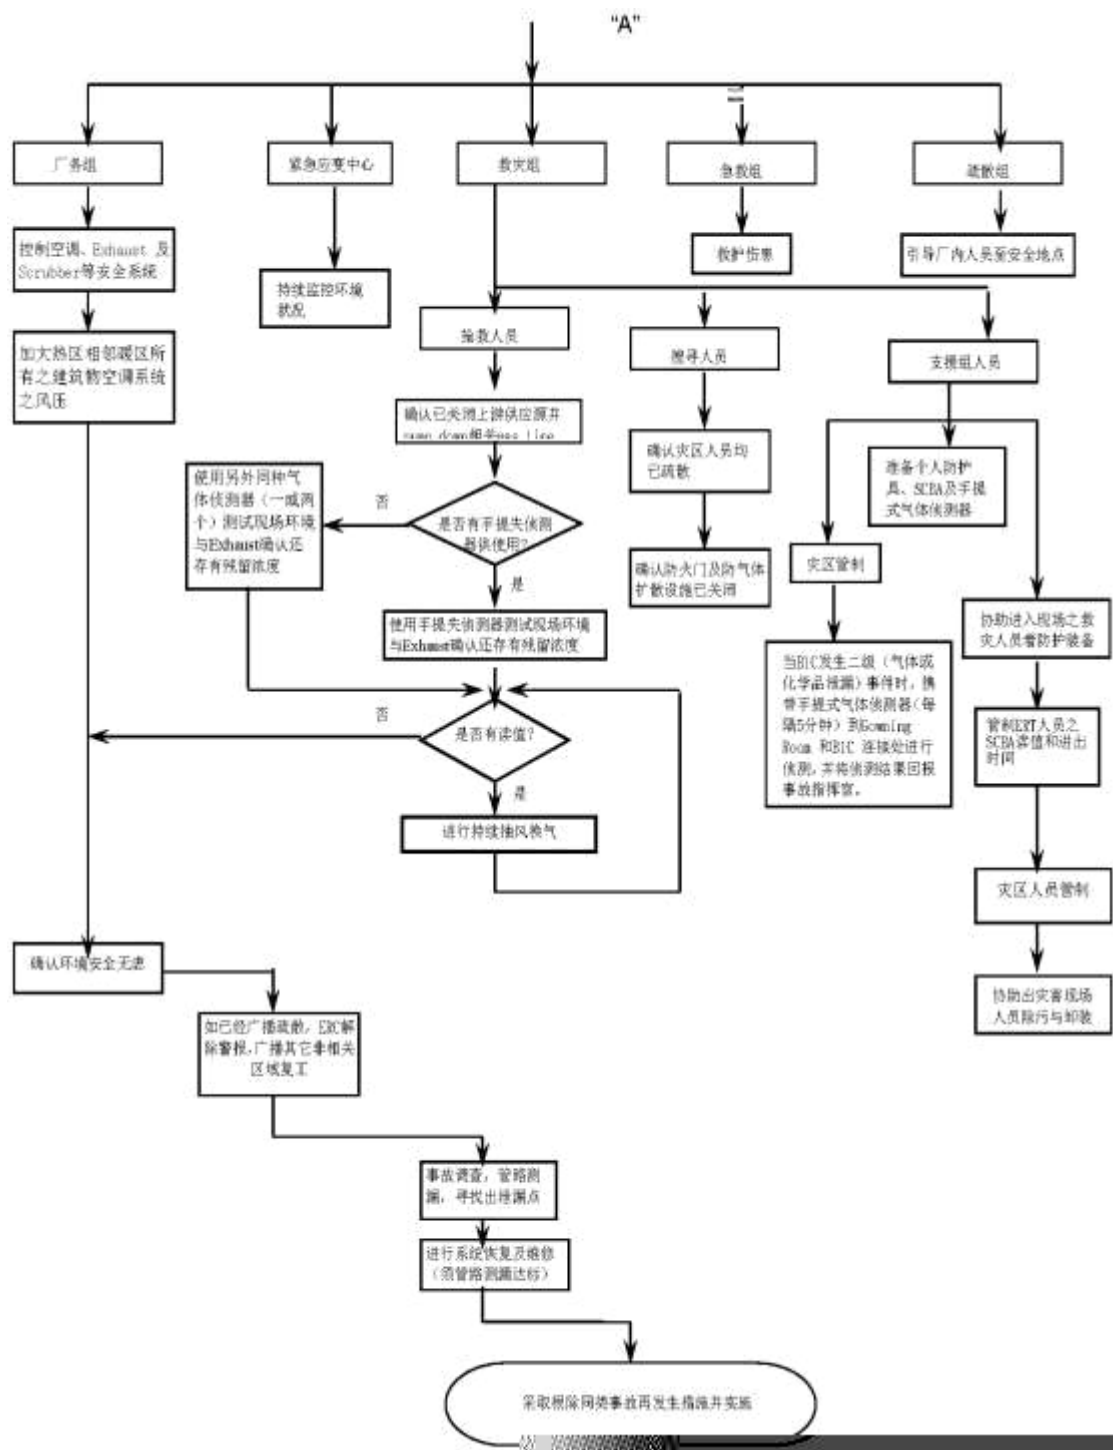 “A”
厂务组
紧急应变中心
救灾组
急救组
疏散组
控制空调、Exhaust 及
Scrubber等安全系统
持续监控环境
状况
救护伤患
引导厂内人员至安全地点
加大热区相邻暖区所
有之建筑物空调系统
之风压
抢救人员
搜寻人员
支援组人员
确认已关闭上游供应源并
down相关gas line
确认灾区人员均
已疏散
准备个人防护
具、SCBA及手提
式气体侦测器
使用另外同种气
体侦测器（一或两
个）测试现场环境
与Exhaust确认还
存有残留浓度
否
是否有手提失侦测
器供使用？
是
灾区管制
确认防火门及防气体
扩散设施已关闭
使用手提失侦测器测试现场环境
与Exhaust确认还存有残留浓度
协助进入现场之救
灾人员着防护装备
当BIC发生二级（气体或
化学品泄漏）事件时，携
带手提式气体侦测器（每
隔5分钟）到Gowning
Room 和BIC 连接处进行
侦测，并将侦测结果回报
事故指挥官。
否
是否有读值？
是
管制ERT人员之
SCBA读值和进出
时间
进行持续抽风换气
灾区人员管制
确认环境安全无虑
协助出灾害现场
人员除污与卸装
如已经广播疏散，ERC解
除警报，广播其它非相关
区域复工
事故调查，管路测
漏，寻找出泄漏点
进行系统恢复及维修
（须管路测漏达标）
采取根除同类事故再发生措施并实施